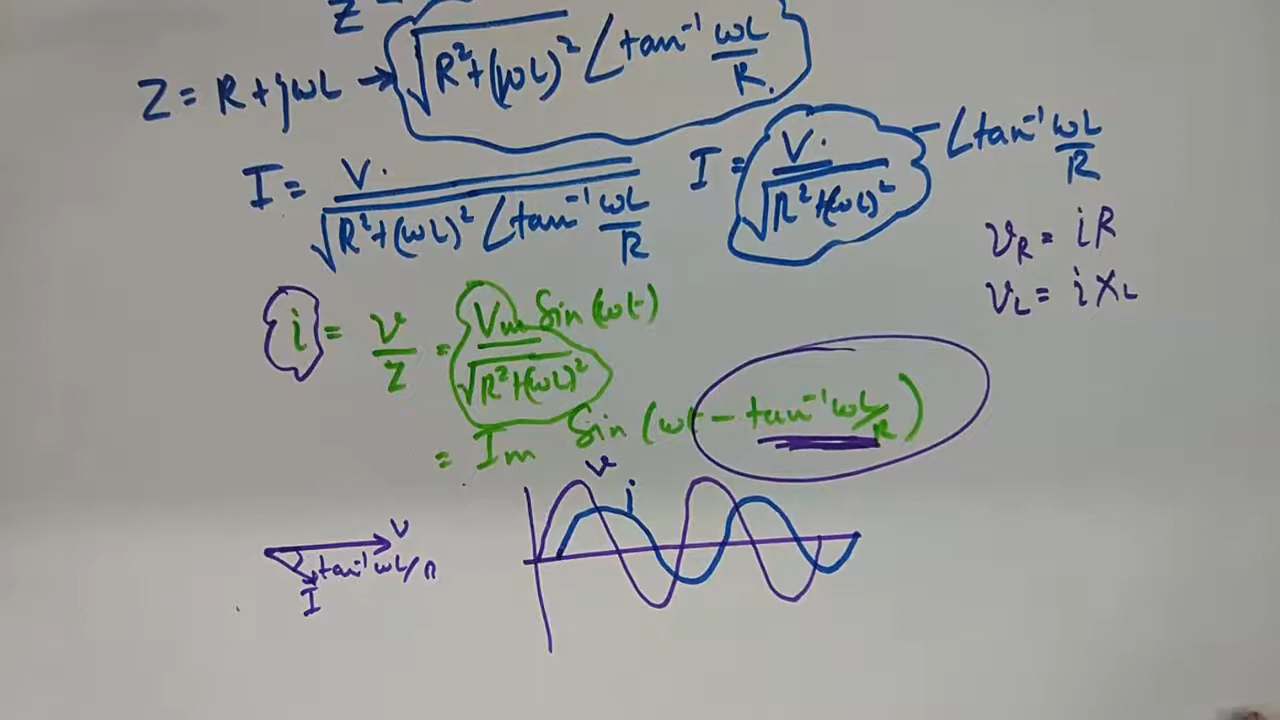 Z =
Z = R + jωL → √R² + (ωL)² ∠tan⁻¹ ωL/R
I = V / √R² + (ωL)² ∠tan⁻¹ ωL/R
I = V / √R² + (ωL)² − ∠tan⁻¹ ωL/R
v_R = iR
v_L = iX_L
i = v/Z = Vm Sin(ωt) / √R² + (ωL)²
= Im Sin (ωt − tan⁻¹ ωL/R)
v
i
V
tan⁻¹ ωL/R
I